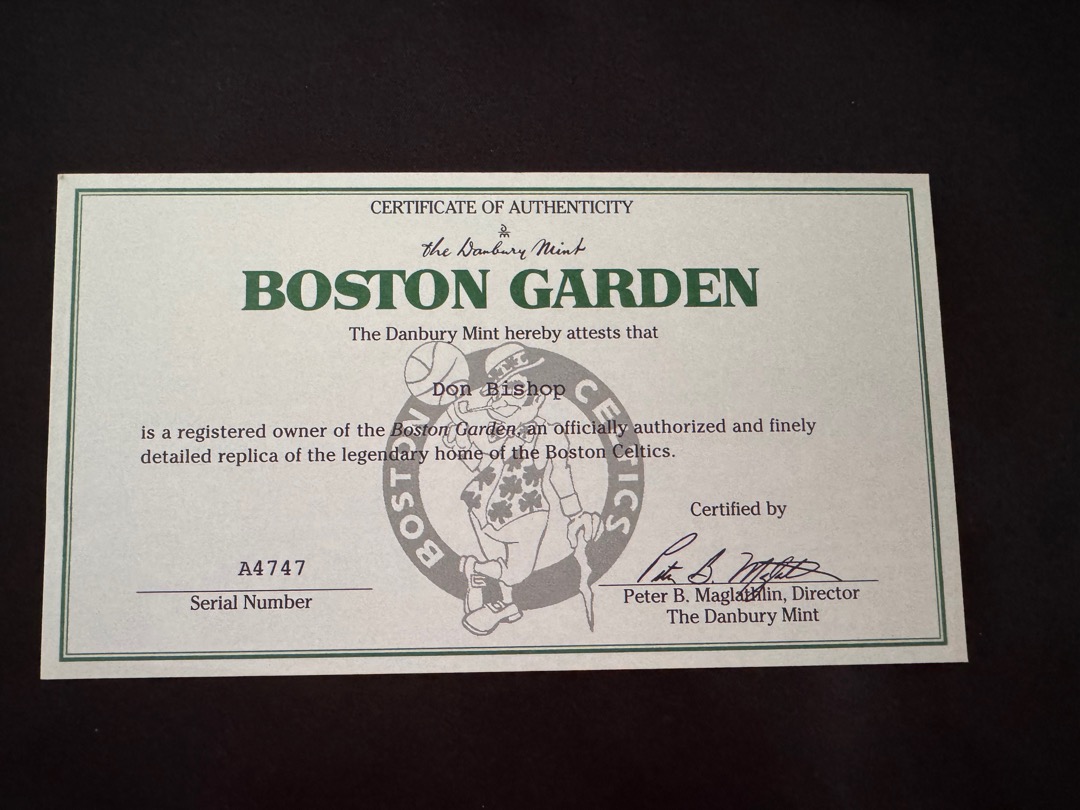 CERTIFICATE OF AUTHENTICITY
D
M
the Danbury Mint
BOSTON GARDEN
The Danbury Mint hereby attests that
Don Bishop
is a registered owner of the Boston Garden, an officially authorized and finely
detailed replica of the legendary home of the Boston Celtics.
BOSTON CELTICS
Certified by
Peter B. Maglathlin
A4747
Serial Number
Peter B. Maglathlin, Director
The Danbury Mint